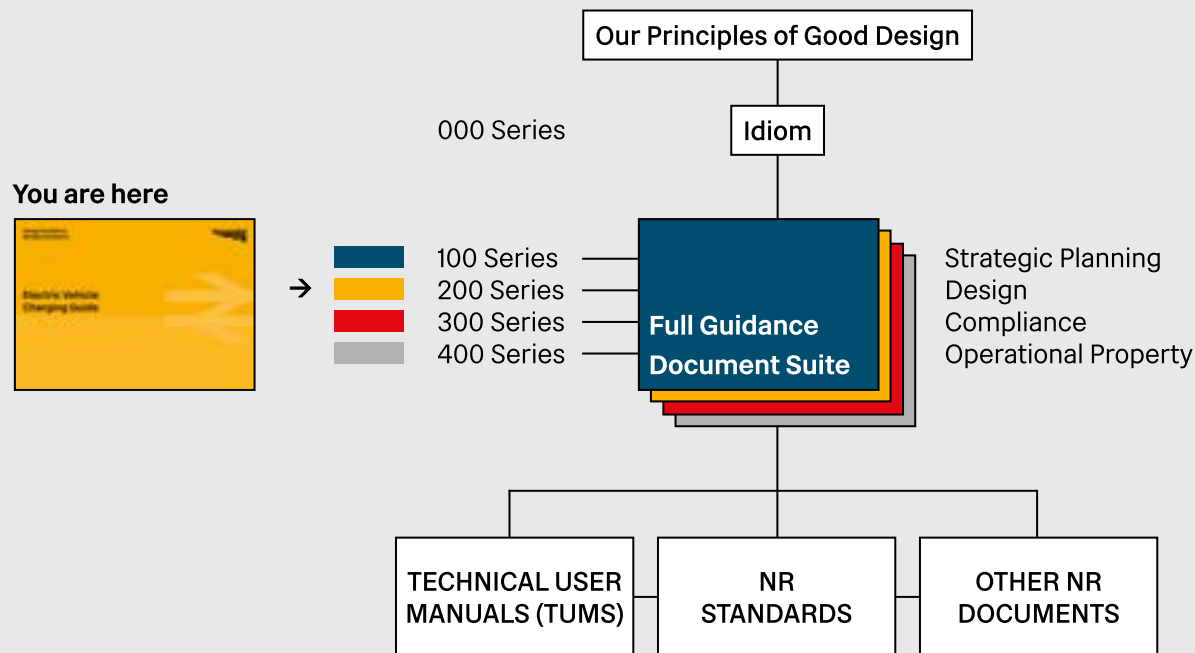 Our Principles of Good Design
000 Series
Idiom
You are here
Electric Vehicle
Charging Guide
→
100 Series
200 Series
300 Series
400 Series
Full Guidance
Document Suite
Strategic Planning
Design
Compliance
Operational Property
TECHNICAL USER
MANUALS (TUMS)
NR
STANDARDS
OTHER NR
DOCUMENTS